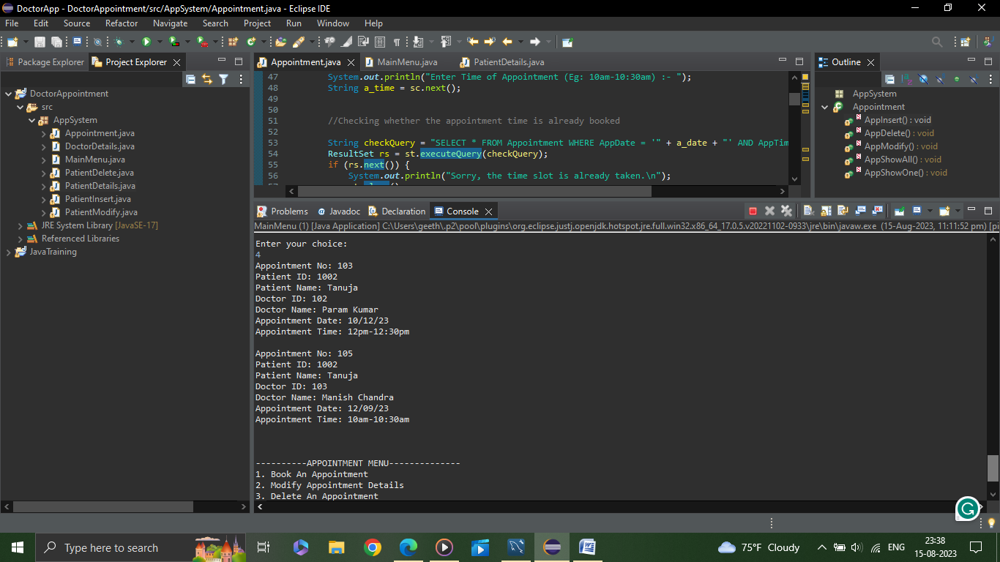 DoctorApp - DoctorAppointment/src/AppSystem/Appointment.java - Eclipse IDE
File Edit Source Refactor Navigate Search Project Run Window Help
Package Explorer
Project Explorer
DoctorAppointment
src
AppSystem
Appointment.java
DoctorDetails.java
MainMenu.java
PatientDelete.java
PatientDetails.java
PatientInsert.java
PatientModify.java
JRE System Library [JavaSE-17]
Referenced Libraries
JavaTraining
Appointment.java
MainMenu.java
PatientDetails.java
47 System.out.println("Enter Time of Appointment (Eg: 10am-10:30am) :- ");
48 String a_time = sc.next();
49
50
51 //Checking whether the appointment time is already booked
52
53 String checkQuery = "SELECT * FROM Appointment WHERE AppDate = '" + a_date + "' AND AppTim
54 ResultSet rs = st.executeQuery(checkQuery);
55 if (rs.next()) {
56 System.out.println("Sorry, the time slot is already taken.\n");
Outline
AppSystem
Appointment
AppInsert() : void
AppDelete() : void
AppModify() : void
AppShowAll() : void
AppShowOne() : void
Problems
Javadoc
Declaration
Console
MainMenu (1) [Java Application] C:\Users\geeth\.p2\pool\plugins\org.eclipse.justj.openjdk.hotspot.jre.full.win32.x86_64_17.0.5.v20221102-0933\jre\bin\javaw.exe (15-Aug-2023, 11:11:52 pm) [pi
Enter your choice:
4
Appointment No: 103
Patient ID: 1002
Patient Name: Tanuja
Doctor ID: 102
Doctor Name: Param Kumar
Appointment Date: 10/12/23
Appointment Time: 12pm-12:30pm
Appointment No: 105
Patient ID: 1002
Patient Name: Tanuja
Doctor ID: 103
Doctor Name: Manish Chandra
Appointment Date: 12/09/23
Appointment Time: 10am-10:30am
----------APPOINTMENT MENU--------------
1. Book An Appointment
2. Modify Appointment Details
3. Delete An Appointment
Type here to search
75°F Cloudy
ENG
23:38
15-08-2023